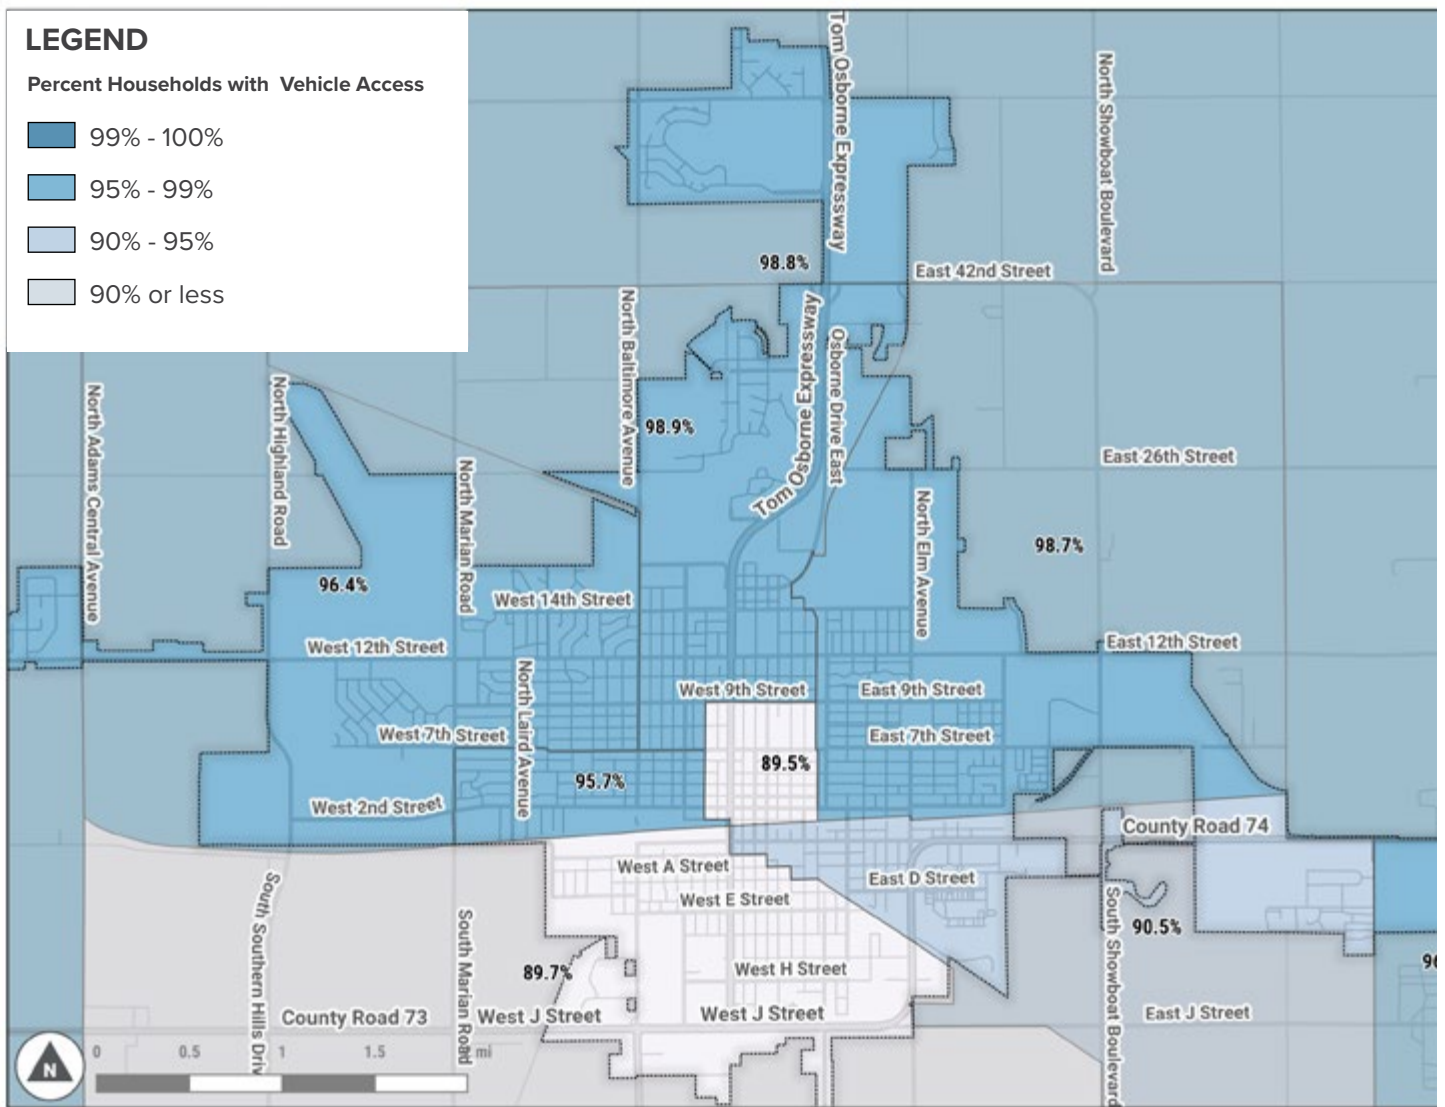 LEGEND
Percent Households with Vehicle Access
99% - 100%
95% - 99%
90% - 95%
90% or less
Tom Osborne Expressway
North Showboat Boulevard
98.8%
East 42nd Street
North Baltimore Avenue
Tom Osborne Expressway
Osborne Drive East
North Adams Central Avenue
North Highland Road
98.9%
North Marian Road
East 26th Street
North Elm Avenue
98.7%
96.4%
West 14th Street
West 12th Street
East 12th Street
North Laird Avenue
West 9th Street
East 9th Street
West 7th Street
East 7th Street
89.5%
95.7%
West 2nd Street
County Road 74
West A Street
East D Street
South Southern Hills Driv
West E Street
South Marian Road
South Showboat Boulevard
90.5%
89.7%
West H Street
96
County Road 73
West J Street
West J Street
East J Street
N
0 0.5 1 1.5 mi